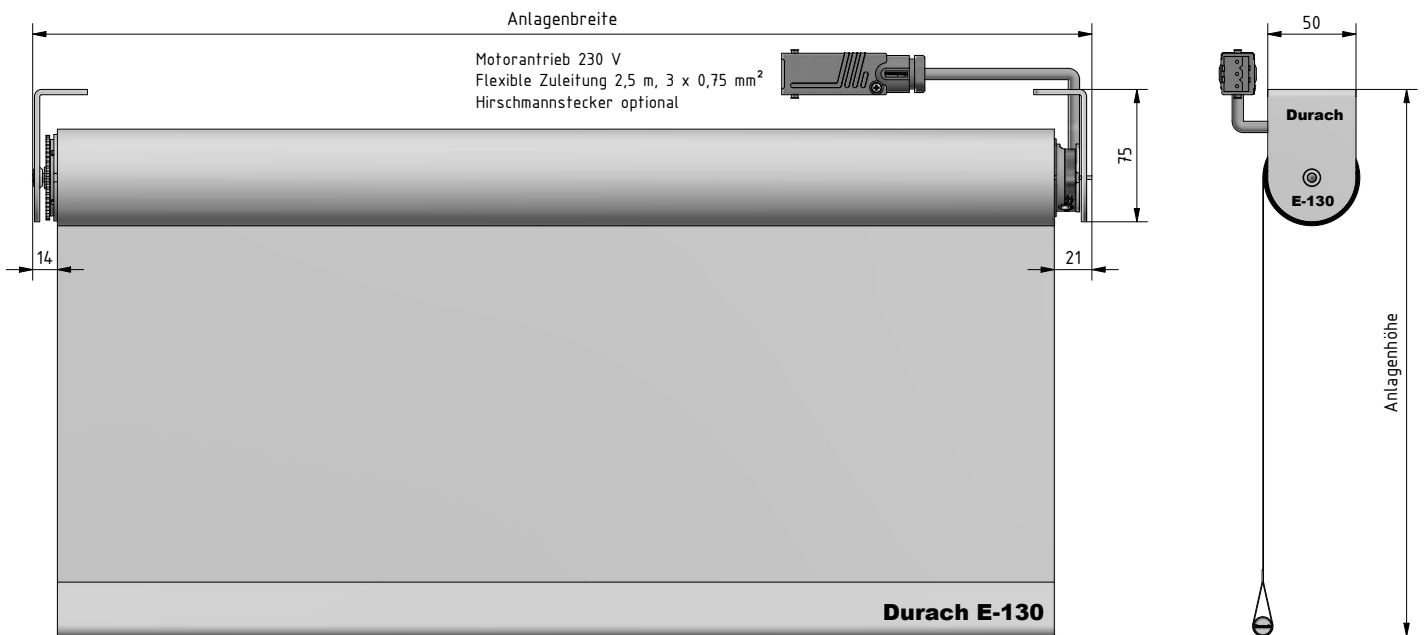 Anlagenbreite
50
Motorantrieb 230 V
Flexible Zuleitung 2,5 m, 3 x 0,75 mm²
Hirschmannstecker optional
Durach
75
E-130
14
21
Anlagenhöhe
Durach E-130